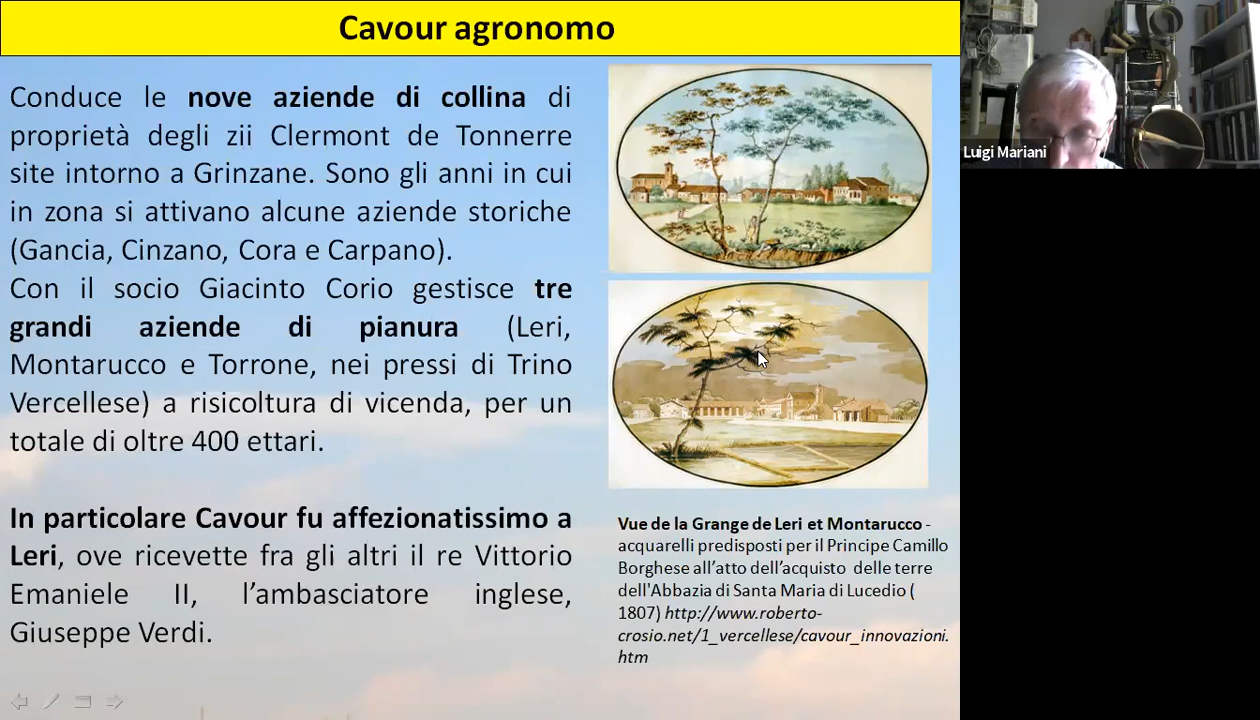 Cavour agronomo
Conduce le nove aziende di collina di
proprietà degli zii Clermont de Tonnerre
site intorno a Grinzane. Sono gli anni in cui
in zona si attivano alcune aziende storiche
(Gancia, Cinzano, Cora e Carpano).
Con il socio Giacinto Corio gestisce tre
grandi aziende di pianura (Leri,
Montarucco e Torrone, nei pressi di Trino
Vercellese) a risicoltura di vicenda, per un
totale di oltre 400 ettari.
In particolare Cavour fu affezionatissimo a
Leri, ove ricevette fra gli altri il re Vittorio
Emaniele II, l’ambasciatore inglese,
Giuseppe Verdi.
Vue de la Grange de Leri et Montarucco -
acquarelli predisposti per il Principe Camillo
Borghese all’atto dell’acquisto delle terre
dell'Abbazia di Santa Maria di Lucedio (
1807) http://www.roberto-
crosio.net/1_vercellese/cavour_innovazioni.
htm
Luigi Mariani